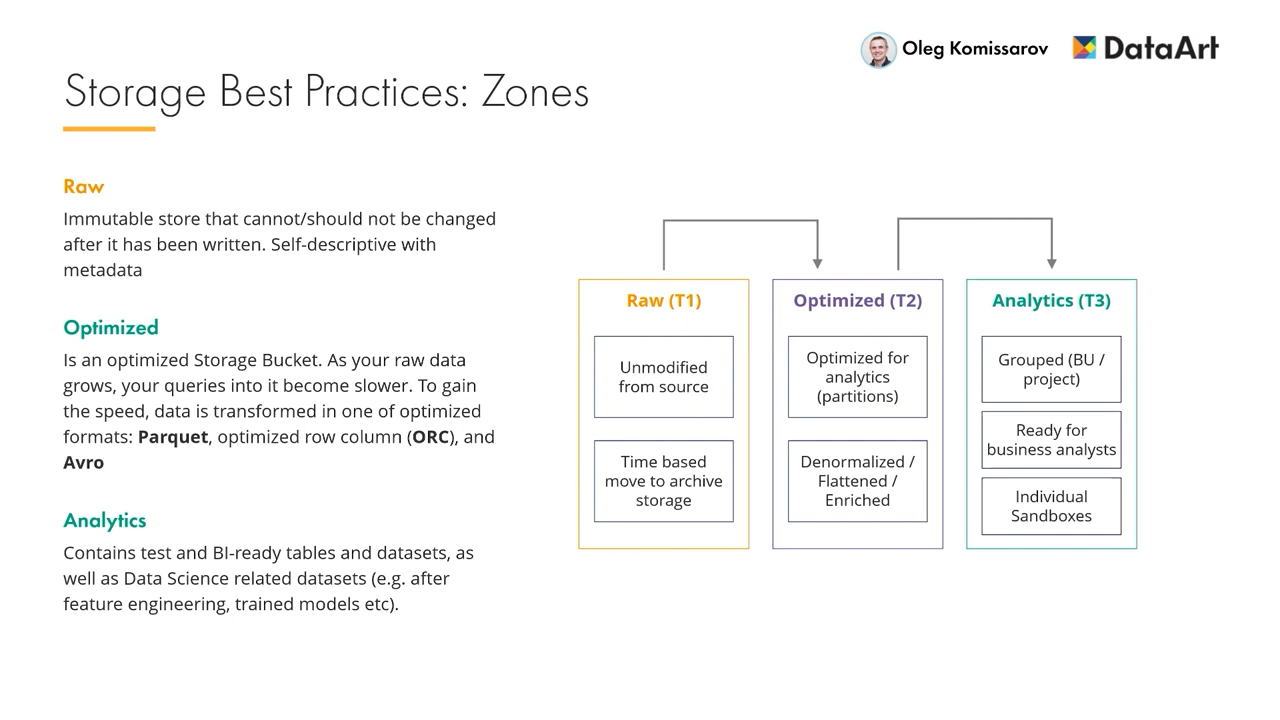 Oleg Komissarov
DataArt
Storage Best Practices: Zones
Raw
Immutable store that cannot/should not be changed
after it has been written. Self-descriptive with
metadata
Optimized
Is an optimized Storage Bucket. As your raw data
grows, your queries into it become slower. To gain
the speed, data is transformed in one of optimized
formats: Parquet, optimized row column (ORC), and
Avro
Analytics
Contains test and BI-ready tables and datasets, as
well as Data Science related datasets (e.g. after
feature engineering, trained models etc).
Raw (T1)
Unmodified
from source
Time based
move to archive
storage
Optimized (T2)
Optimized for
analytics
(partitions)
Denormalized /
Flattened /
Enriched
Analytics (T3)
Grouped (BU /
project)
Ready for
business analysts
Individual
Sandboxes